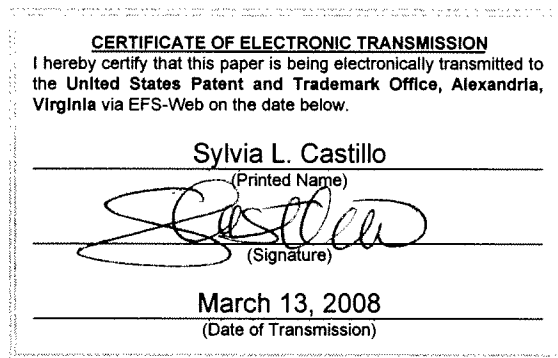 CERTIFICATE OF ELECTRONIC TRANSMISSION
I hereby certify that this paper is being electronically transmitted to
the United States Patent and Trademark Office, Alexandria,
Virginia via EFS-Web on the date below.
Sylvia L. Castillo
(Printed Name)
SCastillo
(Signature)
March 13, 2008
(Date of Transmission)